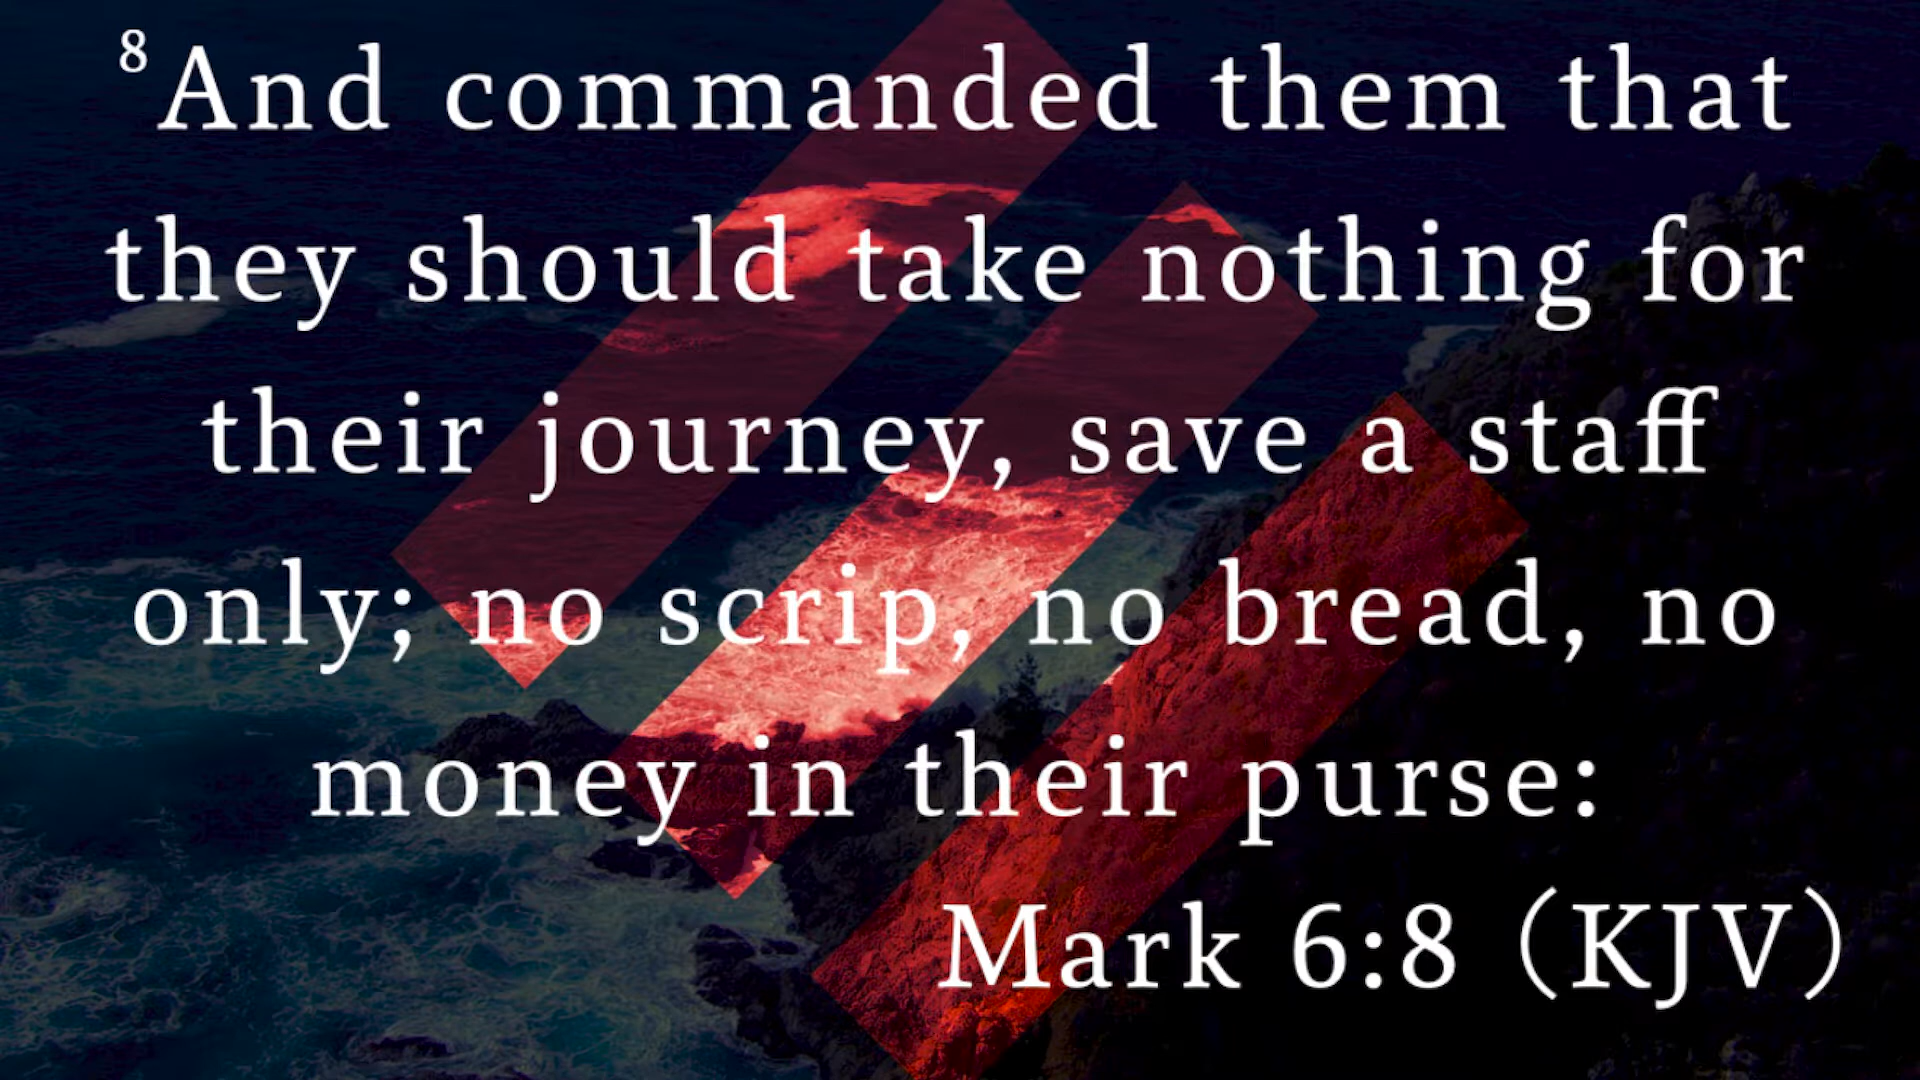 ⁸And commanded them that
they should take nothing for
their journey, save a staff
only; no scrip, no bread, no
money in their purse:
Mark 6:8 (KJV)